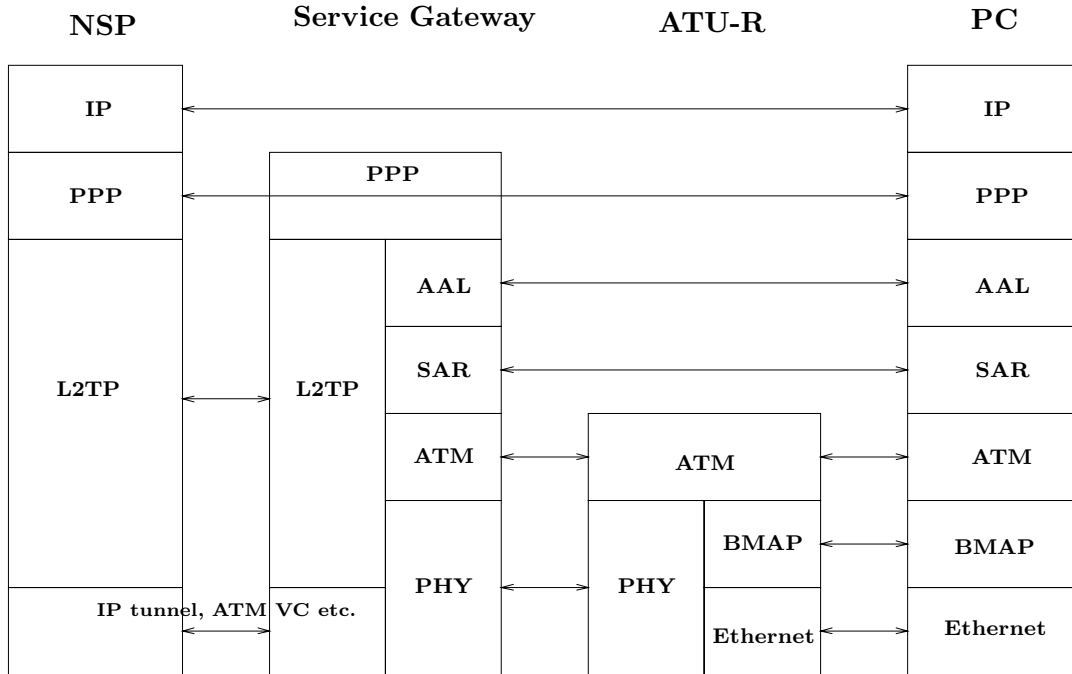 NSP
Service Gateway
ATU-R
PC
IP
IP
PPP
PPP
PPP
AAL
AAL
SAR
SAR
L2TP
L2TP
ATM
ATM
ATM
BMAP
BMAP
PHY
PHY
IP tunnel, ATM VC etc.
Ethernet
Ethernet